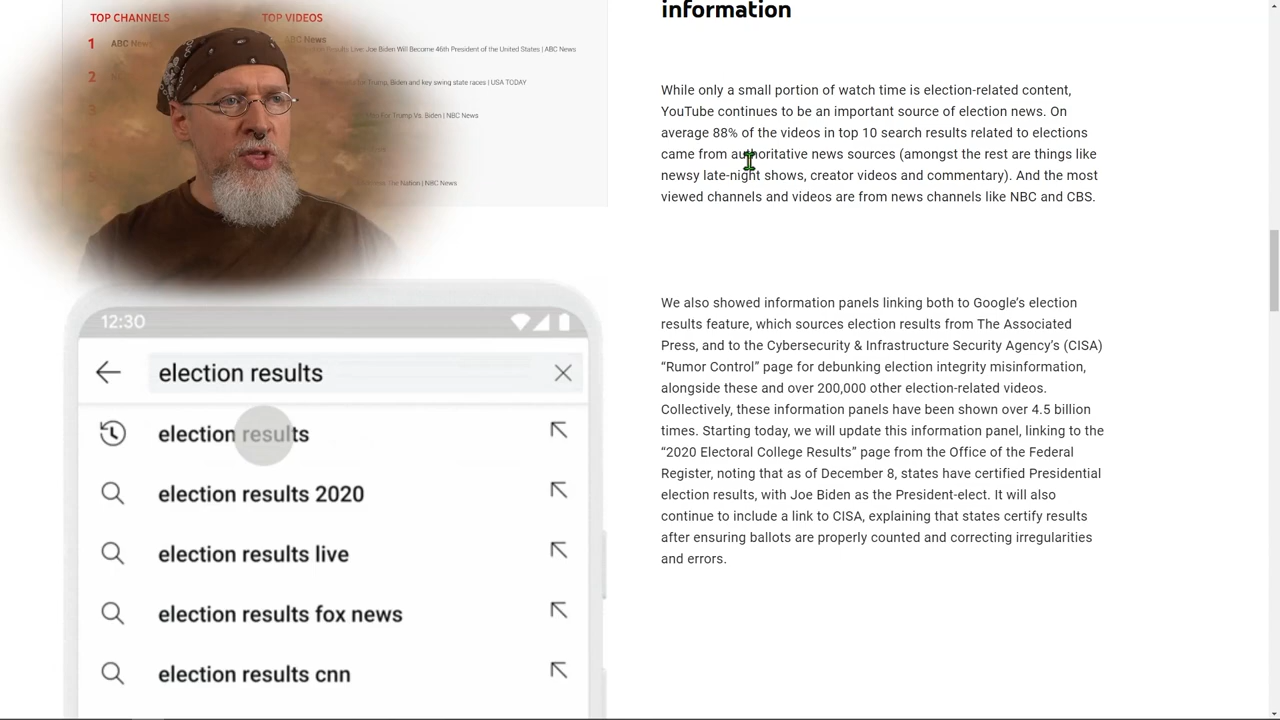 TOP CHANNELS
TOP VIDEOS
1 ABC News
ABC News
Results Live: Joe Biden Will Become 46th President of the United States | ABC News
2
for Trump, Biden and key swing state races | USA TODAY
3
For Trump Vs. Biden | NBC News
The Nation | NBC News
12:30
election results
election results
election results 2020
election results live
election results fox news
election results cnn
information
While only a small portion of watch time is election-related content,
YouTube continues to be an important source of election news. On
average 88% of the videos in top 10 search results related to elections
came from authoritative news sources (amongst the rest are things like
newsy late-night shows, creator videos and commentary). And the most
viewed channels and videos are from news channels like NBC and CBS.
We also showed information panels linking both to Google's election
results feature, which sources election results from The Associated
Press, and to the Cybersecurity & Infrastructure Security Agency's (CISA)
“Rumor Control” page for debunking election integrity misinformation,
alongside these and over 200,000 other election-related videos.
Collectively, these information panels have been shown over 4.5 billion
times. Starting today, we will update this information panel, linking to the
“2020 Electoral College Results” page from the Office of the Federal
Register, noting that as of December 8, states have certified Presidential
election results, with Joe Biden as the President-elect. It will also
continue to include a link to CISA, explaining that states certify results
after ensuring ballots are properly counted and correcting irregularities
and errors.